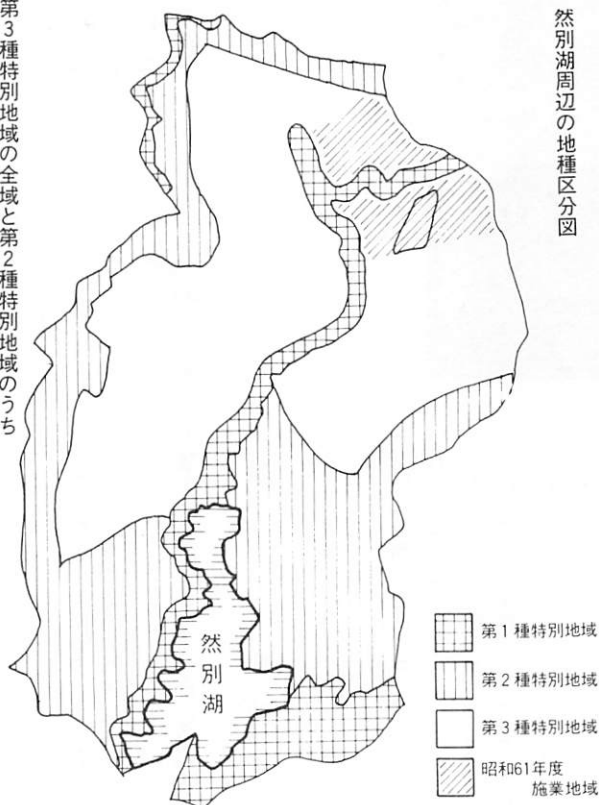 然別湖周辺の地種区分図
第3種特別地域の全域と第2種特別地域のうち
然別湖
第1種特別地域
第2種特別地域
第3種特別地域
昭和61年度
施業地域